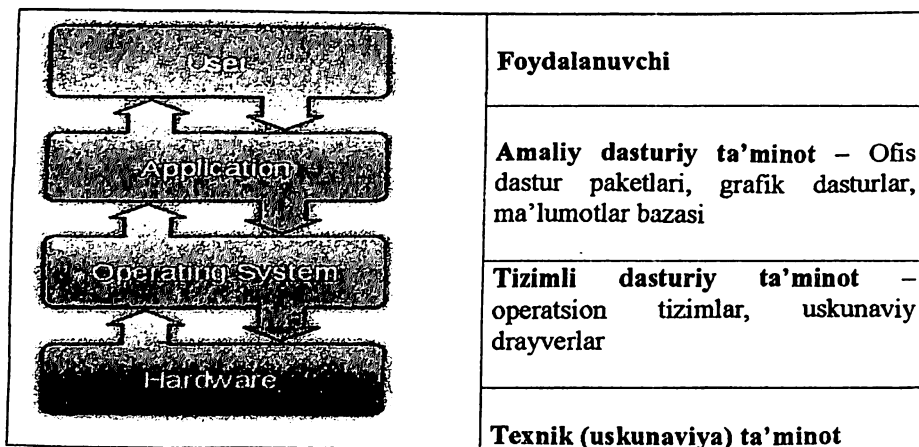 User
Foydalanuvchi
Application
Amaliy dasturiy ta'minot – Ofis
dastur paketlari, grafik dasturlar,
ma'lumotlar bazasi
Operating System
Tizimli dasturiy ta'minot –
operatsion tizimlar, uskunaviy
drayverlar
Hardware
Texnik (uskunaviya) ta'minot